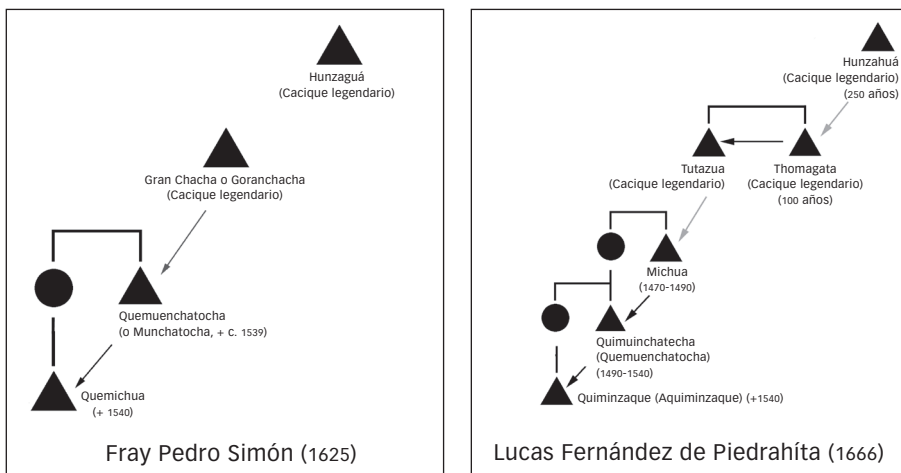 Hunzaguá
(Cacique legendario)
Gran Chacha o Goranchacha
(Cacique legendario)
Quemuenchatocha
(o Munchatocha, + c. 1539)
Quemichua
(+ 1540)
Fray Pedro Simón (1625)
Hunzahuá
(Cacique legendario)
(250 años)
Tutazua
(Cacique legendario)
Thomagata
(Cacique legendario)
(100 años)
Michua
(1470-1490)
Quimuinchatecha
(Quemuenchatocha)
(1490-1540)
Quiminzaque (Aquiminzaque) (+1540)
Lucas Fernández de Piedrahíta (1666)